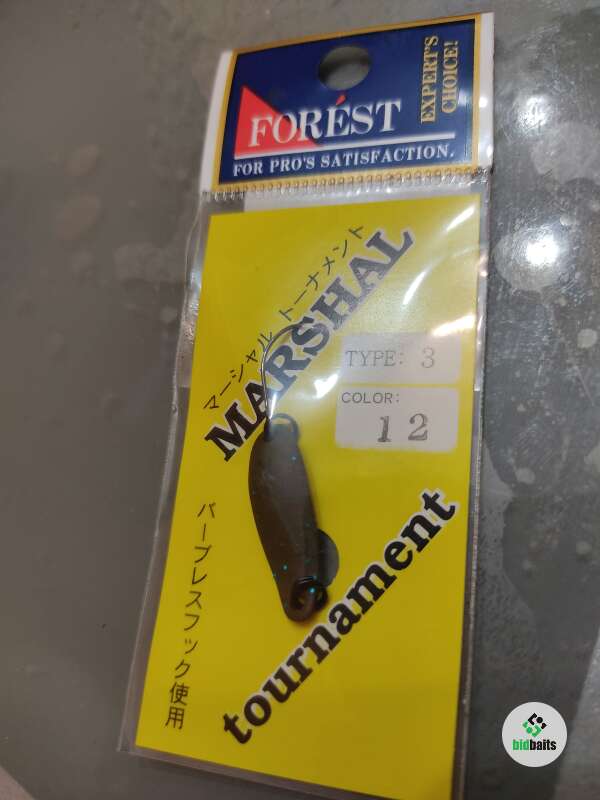 FORÉST
FOR PRO'S SATISFACTION.
EXPERT'S
CHOICE!
マーシャル トーナメント
MARSHAL
TYPE: 3
COLOR:
12
tournament
バーブレスフック使用
bidbaits